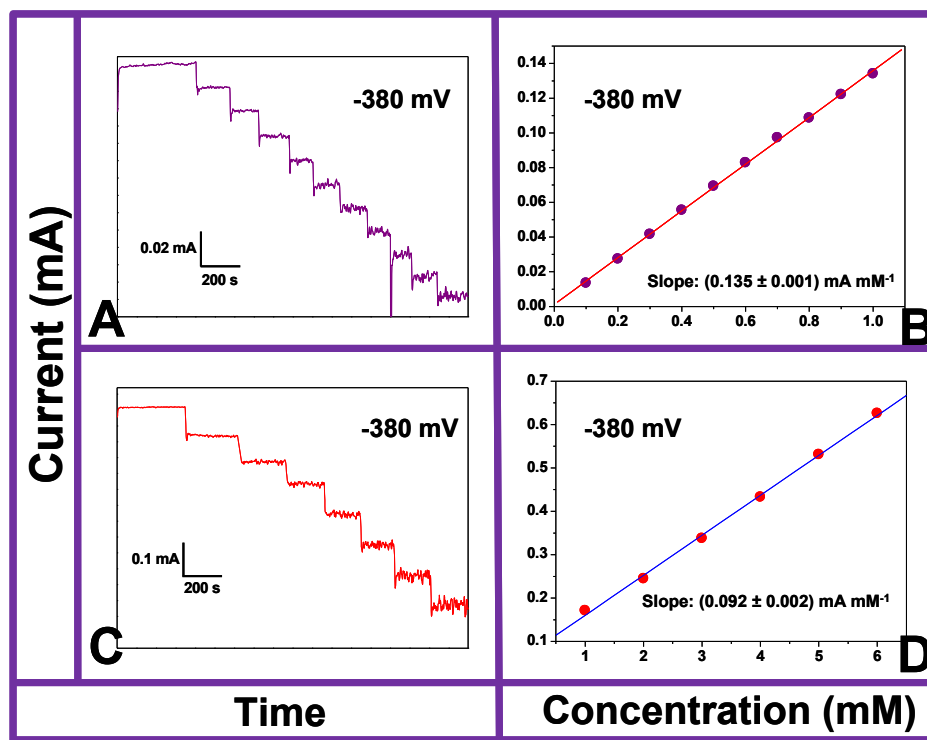 Current (mA)
-380 mV
0.02 mA
200 s
A
0.14
0.12
0.10
0.08
0.06
0.04
0.02
0.00
-380 mV
Slope: (0.135 ± 0.001) mA mM⁻¹
0.0 0.2 0.4 0.6 0.8 1.0
B
-380 mV
0.1 mA
200 s
C
0.7
0.6
0.5
0.4
0.3
0.2
0.1
-380 mV
Slope: (0.092 ± 0.002) mA mM⁻¹
1 2 3 4 5 6
D
Time
Concentration (mM)